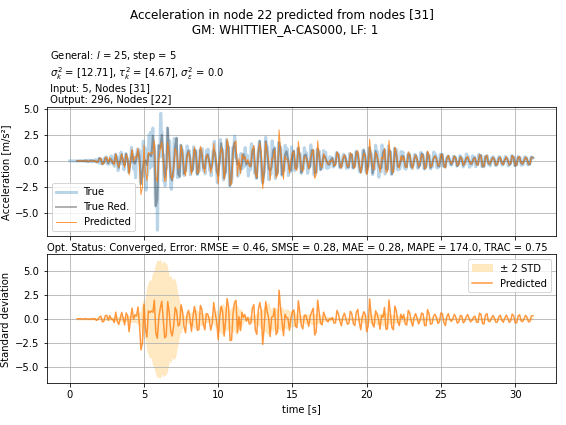 Acceleration in node 22 predicted from nodes [31]
GM: WHITTIER_A-CAS000, LF: 1
General: l = 25, step = 5
σ²ₖ = [12.71], τ²ₖ = [4.67], σ²ε = 0.0
Input: 5, Nodes [31]
Output: 296, Nodes [22]
Acceleration [m/s²]
5.0
2.5
0.0
−2.5
−5.0
True
True Red.
Predicted
Opt. Status: Converged, Error: RMSE = 0.46, SMSE = 0.28, MAE = 0.28, MAPE = 174.0, TRAC = 0.75
Standard deviation
5.0
2.5
0.0
−2.5
−5.0
± 2 STD
Predicted
0 5 10 15 20 25 30
time [s]